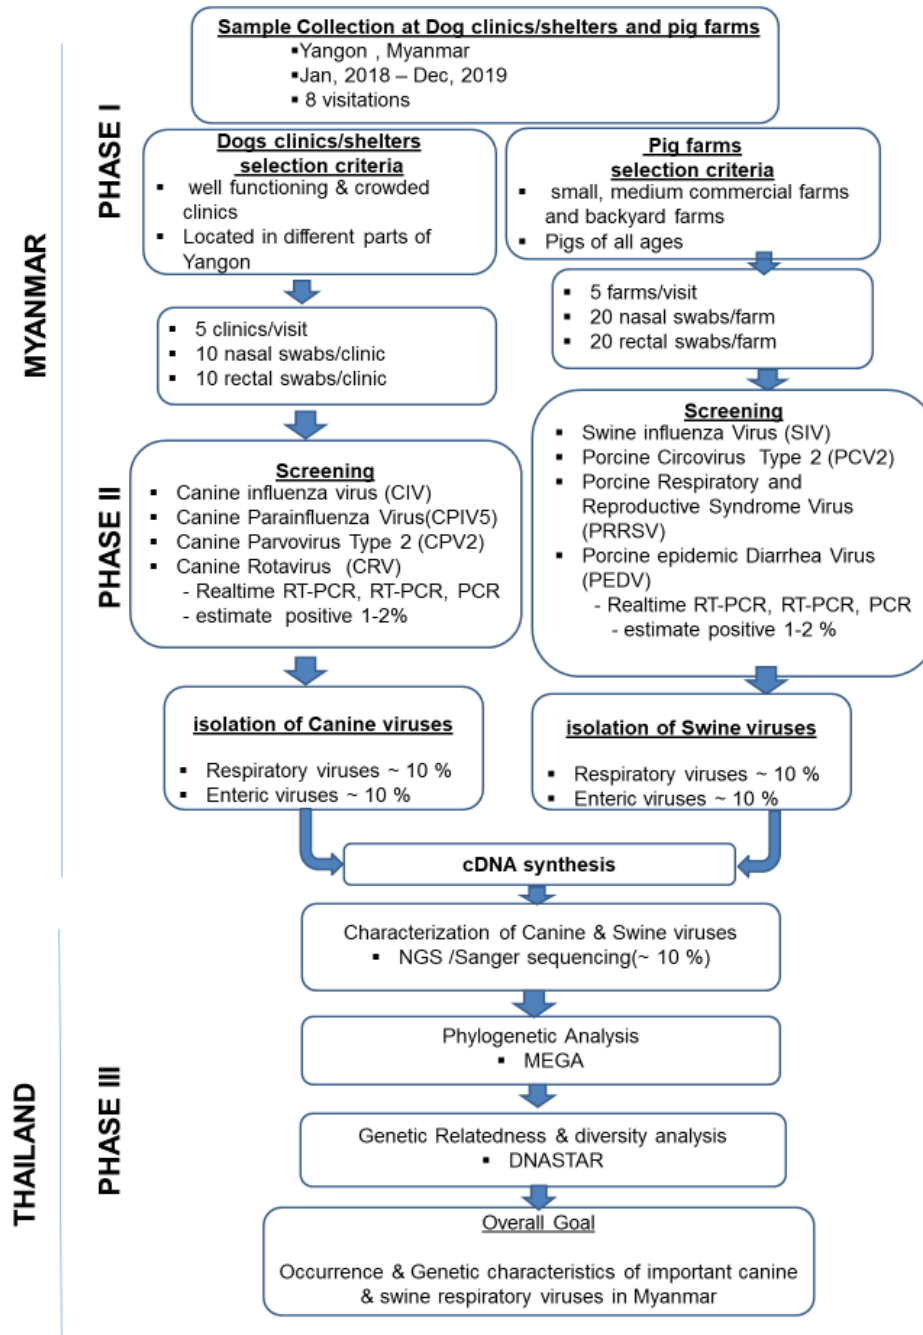 Sample Collection at Dog clinics/shelters and pig farms
▪Yangon , Myanmar
▪Jan, 2018 – Dec, 2019
▪ 8 visitations
PHASE I
MYANMAR
Dogs clinics/shelters
selection criteria
▪ well functioning & crowded
clinics
▪ Located in different parts of
Yangon
Pig farms
selection criteria
▪ small, medium commercial farms
and backyard farms
▪ Pigs of all ages
▪ 5 clinics/visit
▪ 10 nasal swabs/clinic
▪ 10 rectal swabs/clinic
▪ 5 farms/visit
▪ 20 nasal swabs/farm
▪ 20 rectal swabs/farm
PHASE II
Screening
▪ Canine influenza virus (CIV)
▪ Canine Parainfluenza Virus(CPIV5)
▪ Canine Parvovirus Type 2 (CPV2)
▪ Canine Rotavirus (CRV)
- Realtime RT-PCR, RT-PCR, PCR
- estimate positive 1-2%
Screening
▪ Swine influenza Virus (SIV)
▪ Porcine Circovirus Type 2 (PCV2)
▪ Porcine Respiratory and
Reproductive Syndrome Virus
(PRRSV)
▪ Porcine epidemic Diarrhea Virus
(PEDV)
- Realtime RT-PCR, RT-PCR, PCR
- estimate positive 1-2 %
isolation of Canine viruses
▪ Respiratory viruses ~ 10 %
▪ Enteric viruses ~ 10 %
isolation of Swine viruses
▪ Respiratory viruses ~ 10 %
▪ Enteric viruses ~ 10 %
cDNA synthesis
THAILAND
PHASE III
Characterization of Canine & Swine viruses
▪ NGS /Sanger sequencing(~ 10 %)
Phylogenetic Analysis
▪ MEGA
Genetic Relatedness & diversity analysis
▪ DNASTAR
Overall Goal
Occurrence & Genetic characteristics of important canine
& swine respiratory viruses in Myanmar